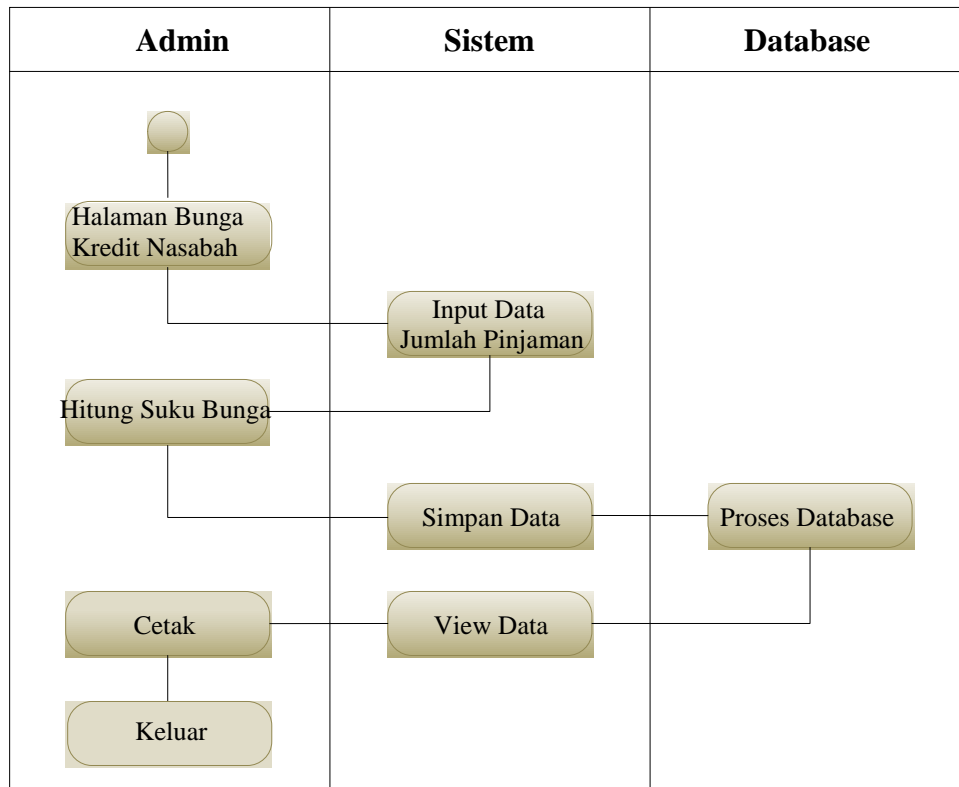 Admin
Sistem
Database
Halaman Bunga
Kredit Nasabah
Input Data
Jumlah Pinjaman
Hitung Suku Bunga
Simpan Data
Proses Database
Cetak
View Data
Keluar